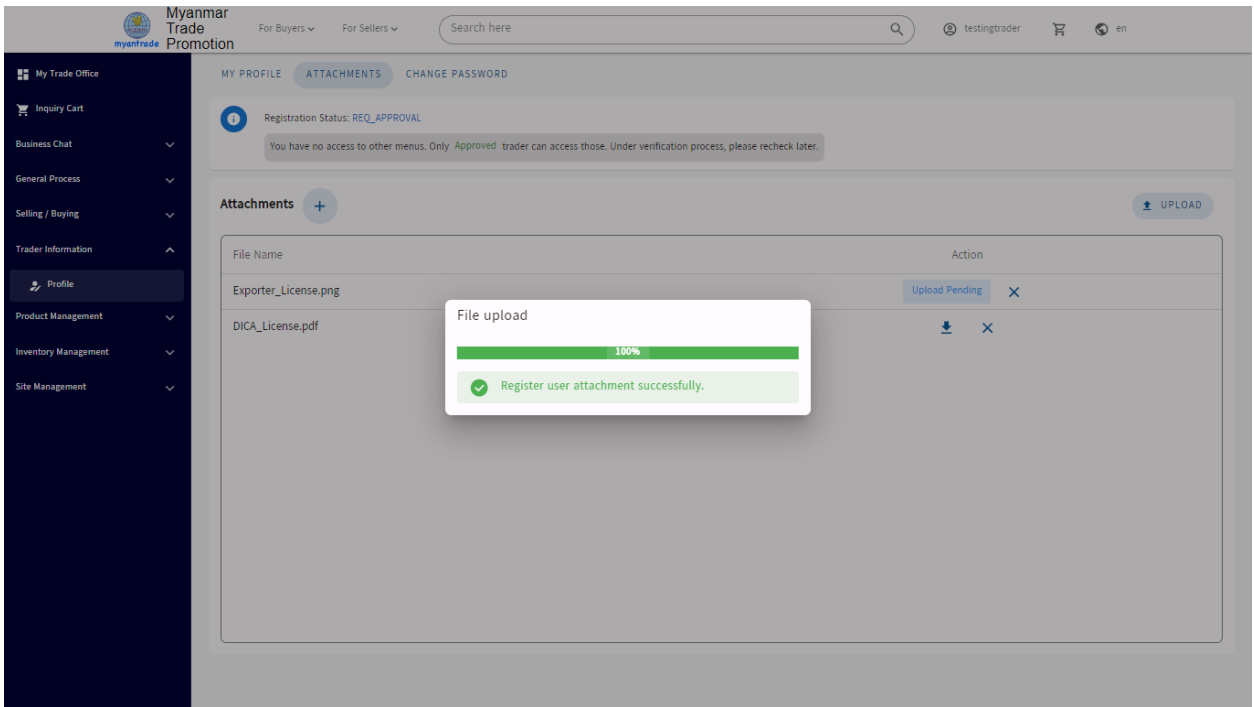 Myanmar
Trade
Promotion
myantrade
For Buyers
For Sellers
Search here
testingtrader
en
My Trade Office
Inquiry Cart
Business Chat
General Process
Selling / Buying
Trader Information
Profile
Product Management
Inventory Management
Site Management
MY PROFILE
ATTACHMENTS
CHANGE PASSWORD
Registration Status: REQ_APPROVAL
You have no access to other menus. Only Approved trader can access those. Under verification process, please recheck later.
Attachments
UPLOAD
File Name
Action
Exporter_License.png
Upload Pending
DICA_License.pdf
File upload
100%
Register user attachment successfully.